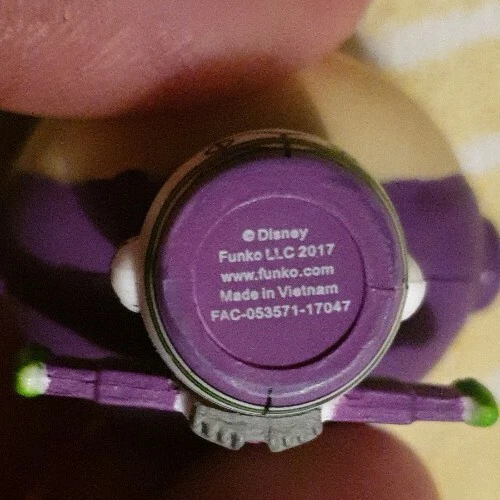 © Disney
Funko LLC 2017
www.funko.com
Made in Vietnam
FAC-053571-17047